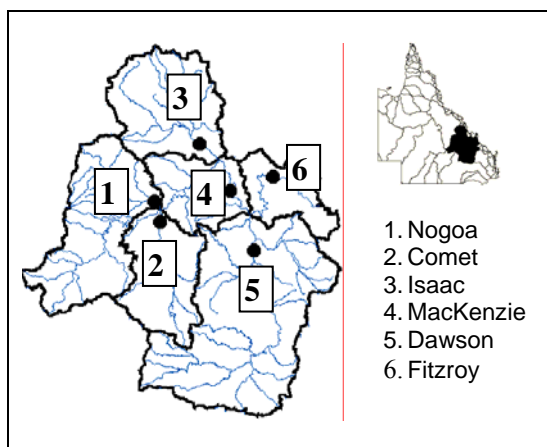 3
6
1
4
2
5
1. Nogoa
2. Comet
3. Isaac
4. MacKenzie
5. Dawson
6. Fitzroy